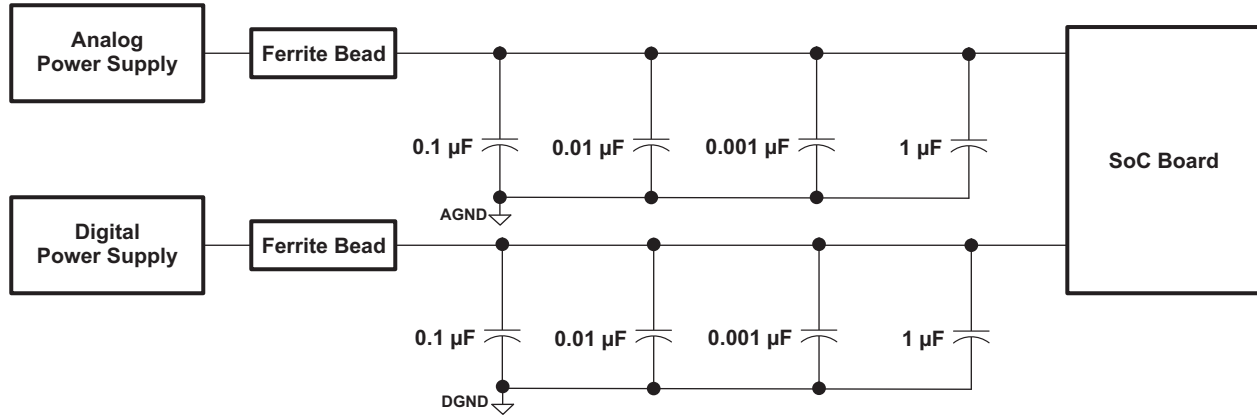 Analog
Power Supply
Ferrite Bead
0.1 µF
0.01 µF
0.001 µF
1 µF
SoC Board
AGND
Digital
Power Supply
Ferrite Bead
0.1 µF
0.01 µF
0.001 µF
1 µF
DGND